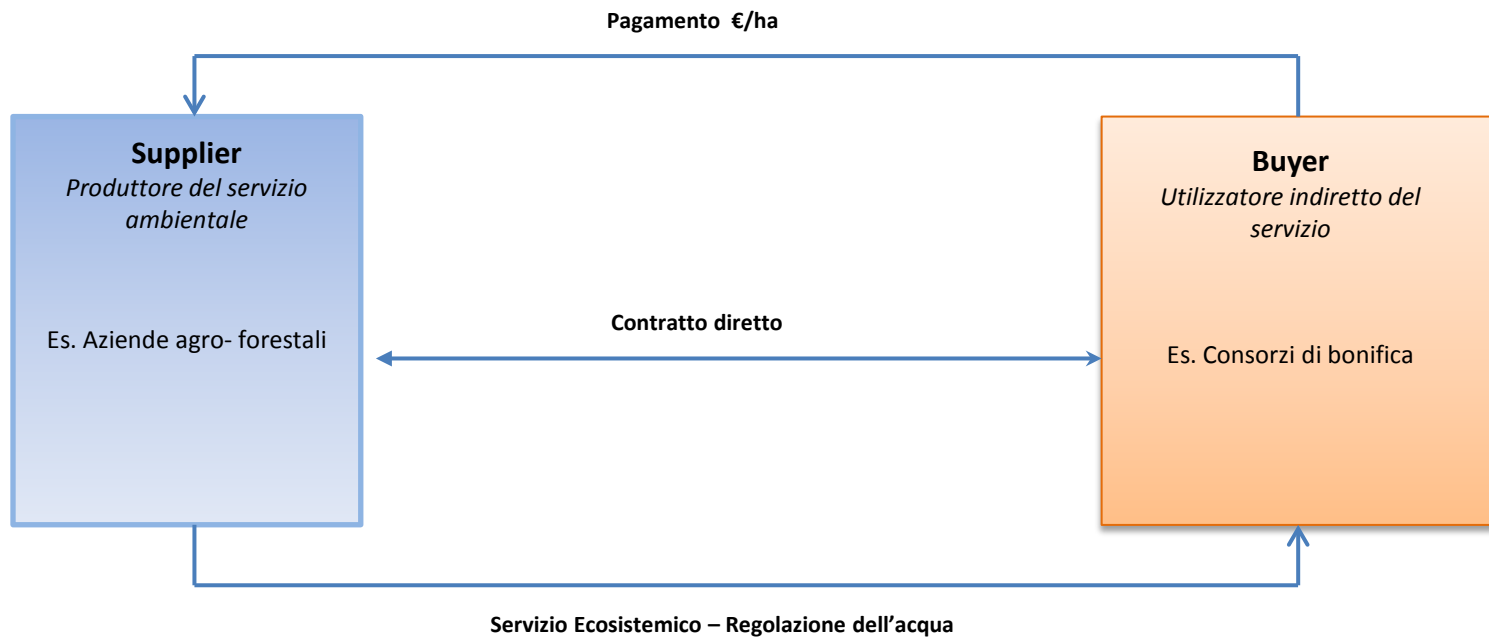 Pagamento €/ha
Supplier
Produttore del servizio
ambientale
Es. Aziende agro- forestali
Contratto diretto
Buyer
Utilizzatore indiretto del
servizio
Es. Consorzi di bonifica
Servizio Ecosistemico – Regolazione dell’acqua